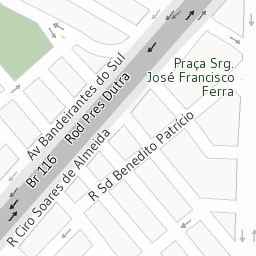 Praça Srg.
José Francisco
Ferra
Av Bandeirantes do Sul
Rod Pres Dutra
Br 116
R Ciro Soares de Almeida
R Sd Benedito Patrício